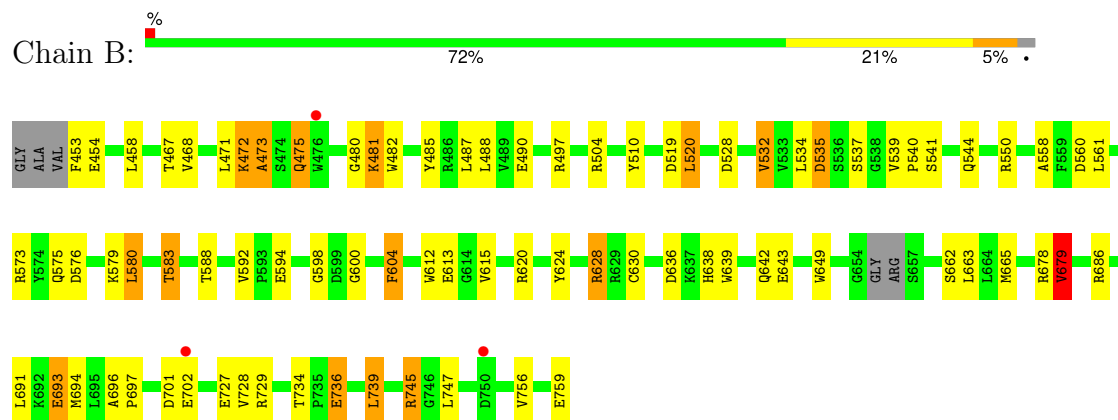 %
Chain B:
72% 21% 5% •
GLY ALA VAL F453 E454 L458 T467 V468 L471 K472 A473 S474 Q475 W476 G480 K481 W482 Y485 R486 L487 L488 V489 E490 R497 R504 Y510 D519 L520 D528 V532 V533 L534 D535 S536 S537 G538 V539 P540 S541 Q544 R550 A558 F559 D560 L561
R573 Y574 Q575 D576 K579 L580 T583 T588 V592 P593 E594 G598 D599 G600 F604 W612 E613 G614 V615 R620 Y624 R628 R629 C630 D636 K637 H638 W639 Q642 E643 W649 G654 GLY ARG S657 S662 L663 L664 M665 R678 V679 R686
L691 K692 E693 M694 L695 A696 P697 D701 E702 E727 V728 R729 T734 P735 E736 L739 R745 G746 L747 D750 V756 E759